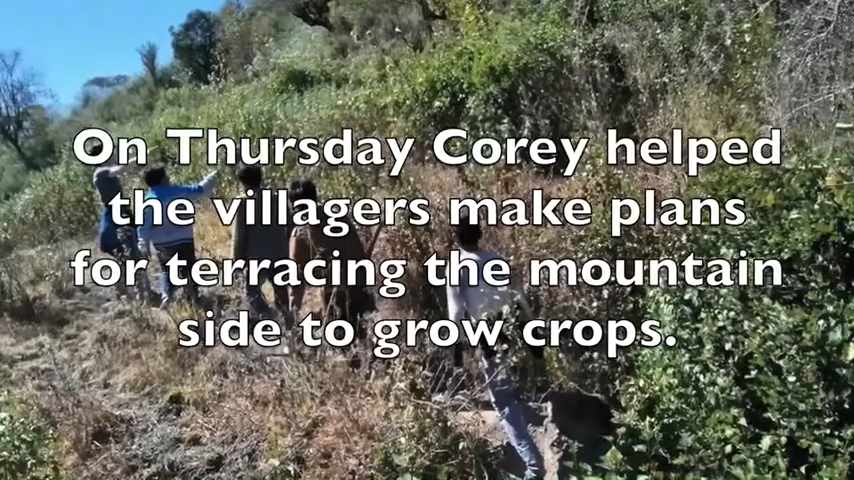 On Thursday Corey helped
the villagers make plans
for terracing the mountain
side to grow crops.